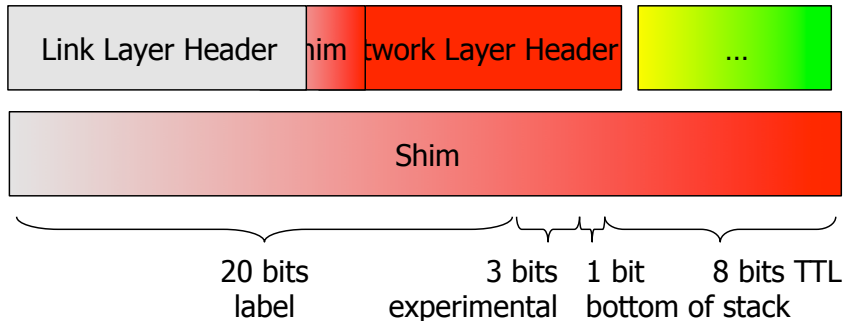 Link Layer Header him twork Layer Header ...
Shim
20 bits 3 bits 1 bit 8 bits TTL
label experimental bottom of stack